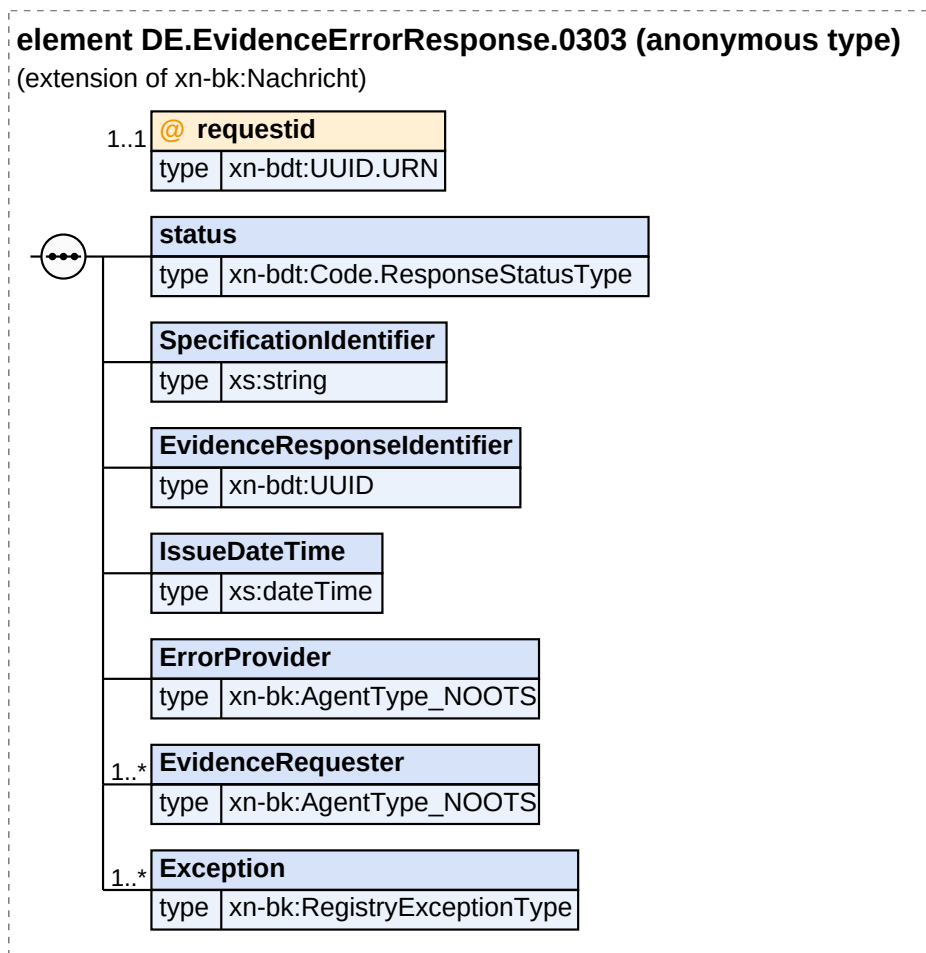 element DE.EvidenceErrorResponse.0303 (anonymous type)
(extension of xn-bk:Nachricht)
1..1 @ requestid
type xn-bdt:UUID.URN
status
type xn-bdt:Code.ResponseStatusType
SpecificationIdentifier
type xs:string
EvidenceResponseIdentifier
type xn-bdt:UUID
IssueDateTime
type xs:dateTime
ErrorProvider
type xn-bk:AgentType_NOOTS
1..* EvidenceRequester
type xn-bk:AgentType_NOOTS
1..* Exception
type xn-bk:RegistryExceptionType